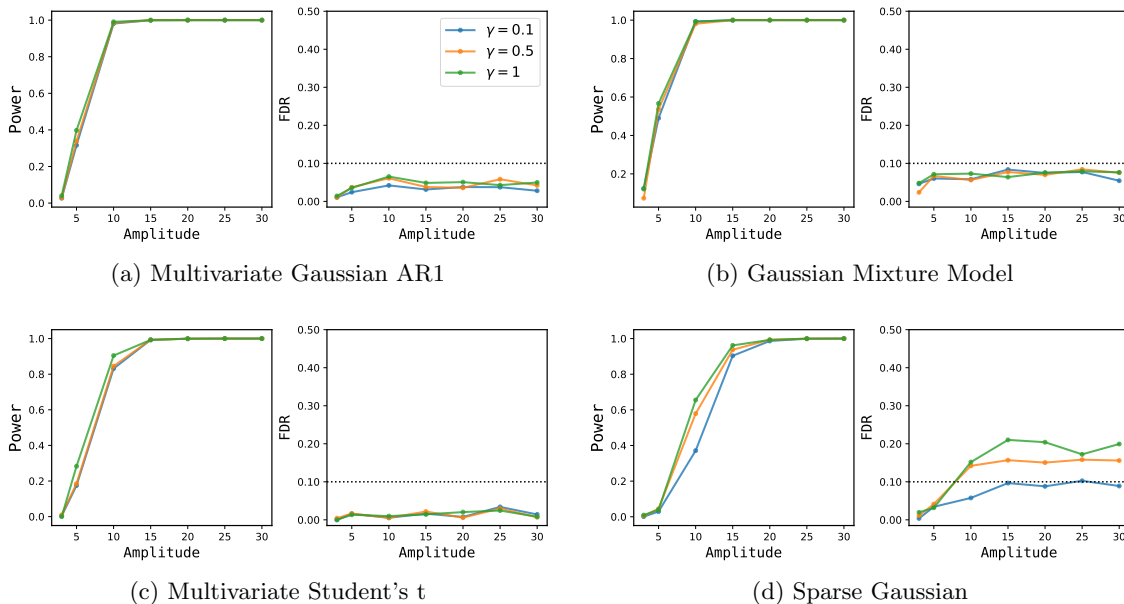 Power
1.0
0.8
0.6
0.4
0.2
0.0
5 10 15 20 25 30
Amplitude
FDR
0.50
0.40
0.30
0.20
0.10
0.00
γ = 0.1
γ = 0.5
γ = 1
5 10 15 20 25 30
Amplitude
(a) Multivariate Gaussian AR1
Power
1.0
0.8
0.6
0.4
0.2
5 10 15 20 25 30
Amplitude
FDR
0.50
0.40
0.30
0.20
0.10
0.00
5 10 15 20 25 30
Amplitude
(b) Gaussian Mixture Model
Power
1.0
0.8
0.6
0.4
0.2
0.0
5 10 15 20 25 30
Amplitude
FDR
0.50
0.40
0.30
0.20
0.10
0.00
5 10 15 20 25 30
Amplitude
(c) Multivariate Student's t
Power
1.0
0.8
0.6
0.4
0.2
0.0
5 10 15 20 25 30
Amplitude
FDR
0.50
0.40
0.30
0.20
0.10
0.00
5 10 15 20 25 30
Amplitude
(d) Sparse Gaussian